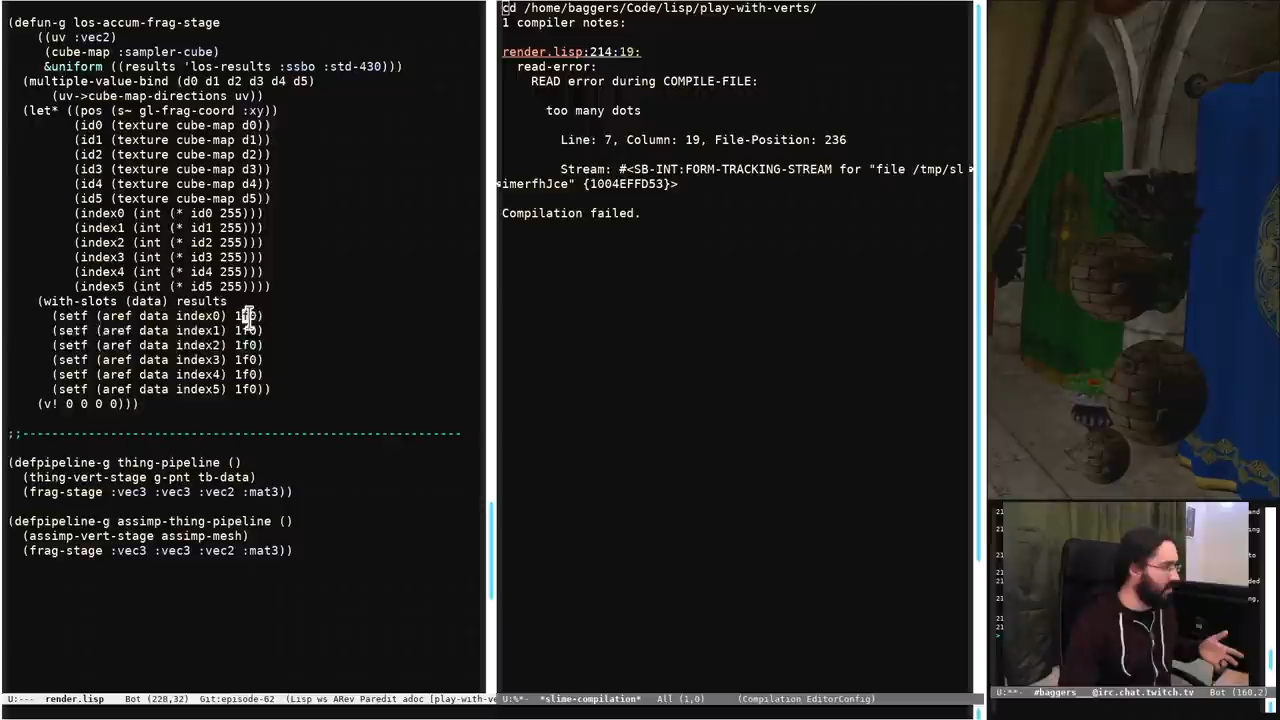 (defun-g los-accum-frag-stage
((uv :vec2)
(cube-map :sampler-cube)
&uniform ((results 'los-results :ssbo :std-430)))
(multiple-value-bind (d0 d1 d2 d3 d4 d5)
(uv->cube-map-directions uv))
(let* ((pos (s~ gl-frag-coord :xy))
(id0 (texture cube-map d0))
(id1 (texture cube-map d1))
(id2 (texture cube-map d2))
(id3 (texture cube-map d3))
(id4 (texture cube-map d4))
(id5 (texture cube-map d5))
(index0 (int (* id0 255)))
(index1 (int (* id1 255)))
(index2 (int (* id2 255)))
(index3 (int (* id3 255)))
(index4 (int (* id4 255)))
(index5 (int (* id5 255))))
(with-slots (data) results
(setf (aref data index0) 1f0)
(setf (aref data index1) 1f0)
(setf (aref data index2) 1f0)
(setf (aref data index3) 1f0)
(setf (aref data index4) 1f0)
(setf (aref data index5) 1f0))
(v! 0 0 0 0)))
;;------------------------------------------------------------
(defpipeline-g thing-pipeline ()
(thing-vert-stage g-pnt tb-data)
(frag-stage :vec3 :vec3 :vec2 :mat3))
(defpipeline-g assimp-thing-pipeline ()
(assimp-vert-stage assimp-mesh)
(frag-stage :vec3 :vec3 :vec2 :mat3))
U:--- render.lisp Bot (228,32) Git:episode-62 (Lisp ws ARev Paredit adoc [play-with-ve
cd /home/baggers/Code/lisp/play-with-verts/
1 compiler notes:
render.lisp:214:19:
read-error:
READ error during COMPILE-FILE:
too many dots
Line: 7, Column: 19, File-Position: 236
Stream: #<SB-INT:FORM-TRACKING-STREAM for "file /tmp/sl
imerfhJce" {1004EFFD53}>
Compilation failed.
U:%*- *slime-compilation* All (1,0) (Compilation EditorConfig)
U:**- #baggers @irc.chat.twitch.tv Bot (160,2)